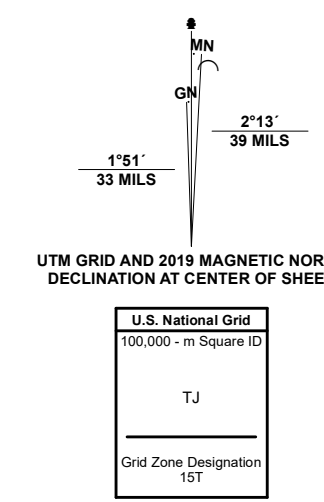 MN
GN
2°13´
39 MILS
1°51´
33 MILS
UTM GRID AND 2019 MAGNETIC NOR
DECLINATION AT CENTER OF SHEE
U.S. National Grid
100,000 - m Square ID
TJ
Grid Zone Designation
15T